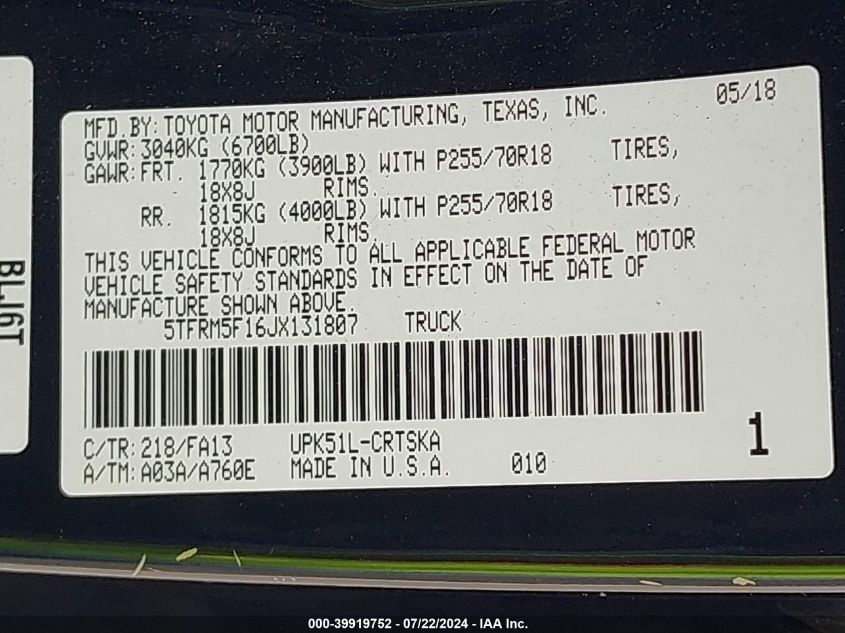 MFD.BY: TOYOTA MOTOR MANUFACTURING, TEXAS, INC. 05/18
GVWR: 3040KG (6700LB)
GAWR: FRT. 1770KG (3900LB) WITH P255/70R18 TIRES,
18X8J RIMS.
RR. 1815KG (4000LB) WITH P255/70R18 TIRES,
18X8J RIMS.
THIS VEHICLE CONFORMS TO ALL APPLICABLE FEDERAL MOTOR
VEHICLE SAFETY STANDARDS IN EFFECT ON THE DATE OF
MANUFACTURE SHOWN ABOVE.
5TFRM5F16JX131807 TRUCK
C/TR: 218/FA13 UPK51L-CRTSKA 1
A/TM: A03A/A760E MADE IN U.S.A. 010
000-39919752 - 07/22/2024 - IAA Inc.